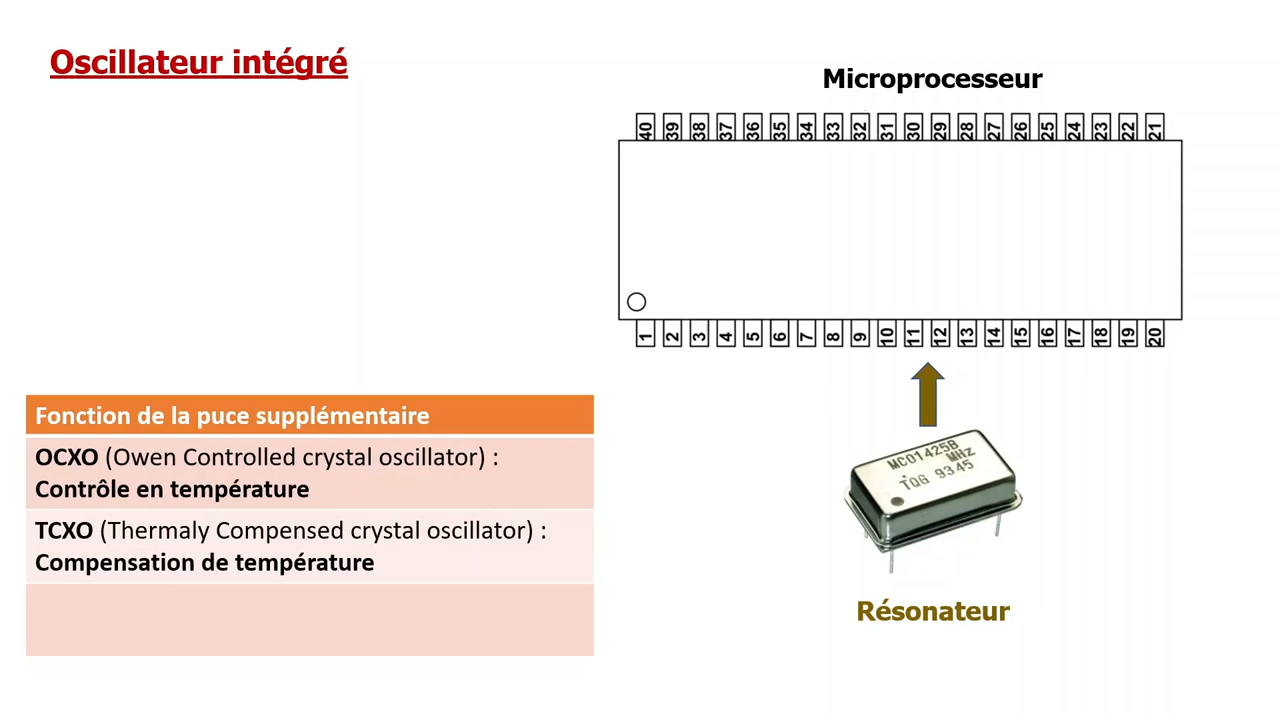 Oscillateur intégré
Microprocesseur
40 39 38 37 36 35 34 33 32 31 30 29 28 27 26 25 24 23 22 21
1 2 3 4 5 6 7 8 9 10 11 12 13 14 15 16 17 18 19 20
Fonction de la puce supplémentaire
OCXO (Owen Controlled crystal oscillator) :
Contrôle en température
TCXO (Thermaly Compensed crystal oscillator) :
Compensation de température
MCO1425B
MHz
TQG 9345
Résonateur